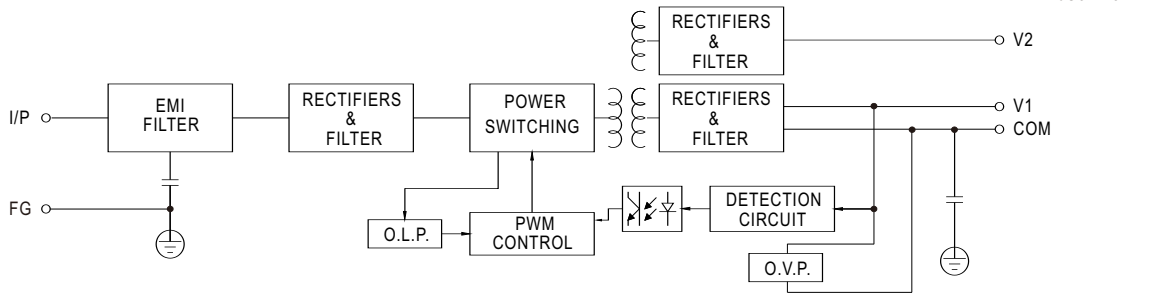 RECTIFIERS
&
FILTER
V2
I/P
EMI
FILTER
RECTIFIERS
&
FILTER
POWER
SWITCHING
RECTIFIERS
&
FILTER
V1
COM
FG
O.L.P.
PWM
CONTROL
DETECTION
CIRCUIT
O.V.P.